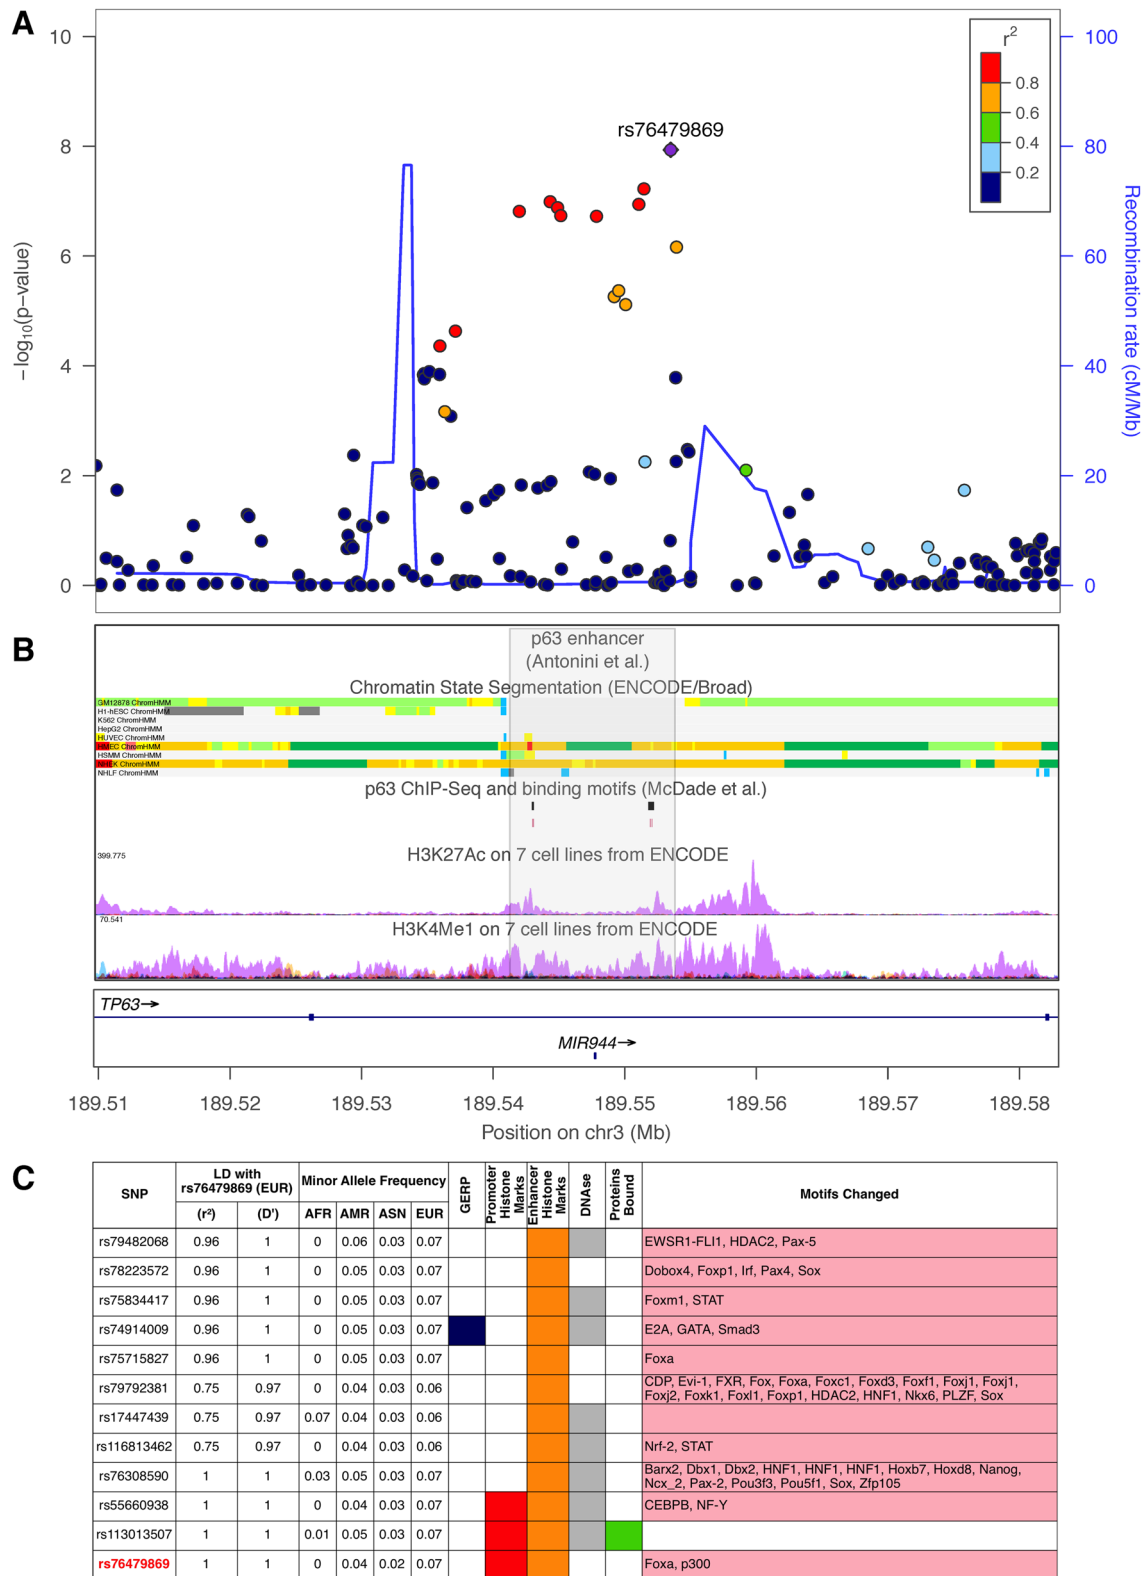 A
10
8
6
4
2
0
−log10(p−value)
rs76479869
r2
0.8
0.6
0.4
0.2
100
80
60
40
20
0
Recombination rate (cM/Mb)
B
p63 enhancer
(Antonini et al.)
Chromatin State Segmentation (ENCODE/Broad)
GM12878 ChromHMM
H1-hESC ChromHMM
K562 ChromHMM
HepG2 ChromHMM
HUVEC ChromHMM
HMEC ChromHMM
HSMM ChromHMM
NHEK ChromHMM
NHLF ChromHMM
p63 ChIP-Seq and binding motifs (McDade et al.)
399.775
H3K27Ac on 7 cell lines from ENCODE
70.541
H3K4Me1 on 7 cell lines from ENCODE
TP63→
MIR944→
189.51 189.52 189.53 189.54 189.55 189.56 189.57 189.58
Position on chr3 (Mb)
C
SNP LD with rs76479869 (EUR) Minor Allele Frequency GERP Promoter Histone Marks Enhancer Histone Marks DNAse Proteins Bound Motifs Changed
(r²) (D') AFR AMR ASN EUR
rs79482068 0.96 1 0 0.06 0.03 0.07 EWSR1-FLI1, HDAC2, Pax-5
rs78223572 0.96 1 0 0.05 0.03 0.07 Dobox4, Foxp1, Irf, Pax4, Sox
rs75834417 0.96 1 0 0.05 0.03 0.07 Foxm1, STAT
rs74914009 0.96 1 0 0.05 0.03 0.07 E2A, GATA, Smad3
rs75715827 0.96 1 0 0.05 0.03 0.07 Foxa
rs79792381 0.75 0.97 0 0.04 0.03 0.06 CDP, Evi-1, FXR, Fox, Foxa, Foxc1, Foxd3, Foxf1, Foxj1, Foxj1,
Foxj2, Foxk1, Foxl1, Foxp1, HDAC2, HNF1, Nkx6, PLZF, Sox
rs17447439 0.75 0.97 0.07 0.04 0.03 0.06
rs116813462 0.75 0.97 0 0.04 0.03 0.06 Nrf-2, STAT
rs76308590 1 1 0.03 0.05 0.03 0.07 Barx2, Dbx1, Dbx2, HNF1, HNF1, HNF1, Hoxb7, Hoxd8, Nanog,
Ncx_2, Pax-2, Pou3f3, Pou5f1, Sox, Zfp105
rs55660938 1 1 0 0.04 0.03 0.07 CEBPB, NF-Y
rs113013507 1 1 0.01 0.05 0.03 0.07
rs76479869 1 1 0 0.04 0.02 0.07 Foxa, p300